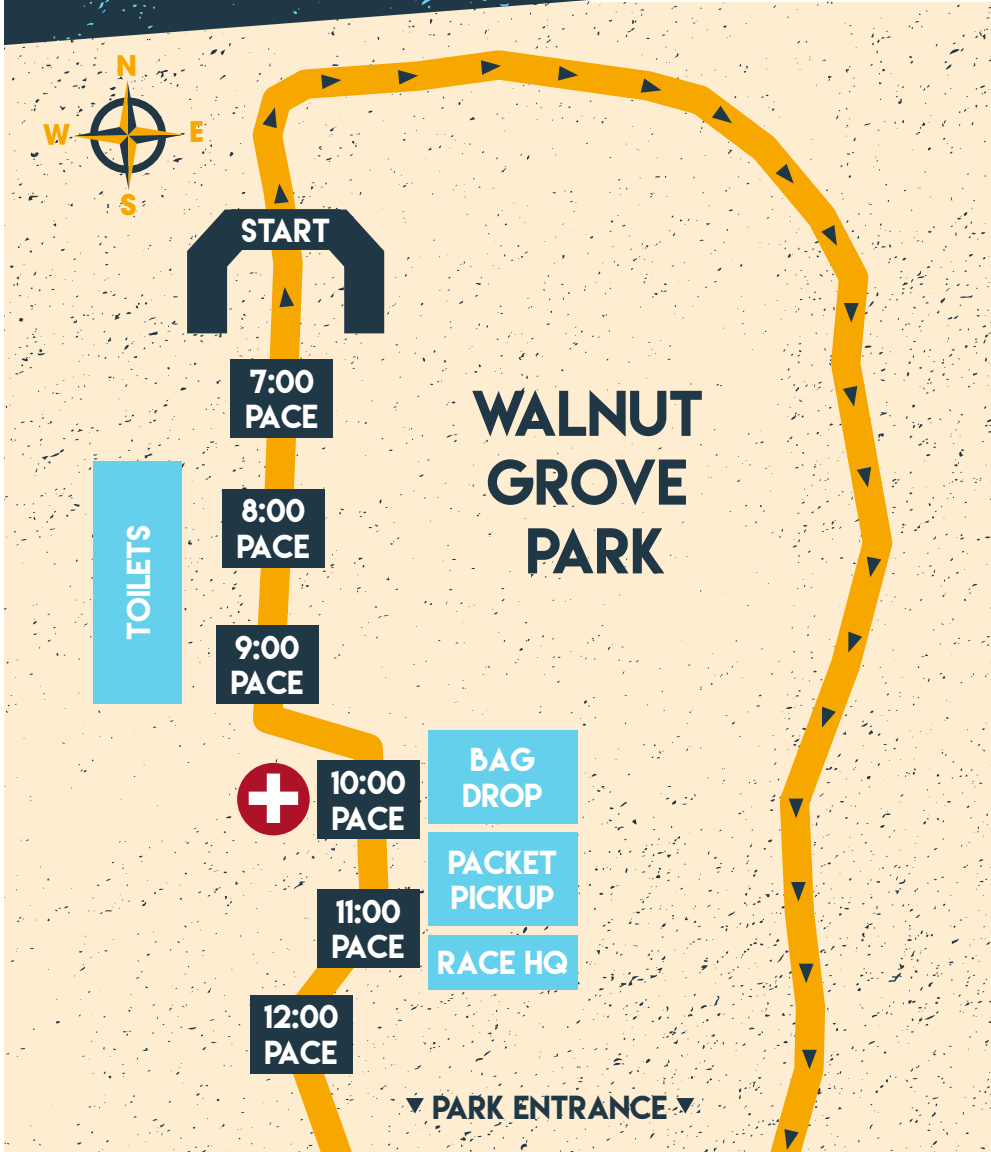 N
W
E
S
START
7:00
PACE
8:00
PACE
9:00
PACE
TOILETS
WALNUT
GROVE
PARK
10:00
PACE
BAG
DROP
PACKET
PICKUP
11:00
PACE
RACE HQ
12:00
PACE
PARK ENTRANCE